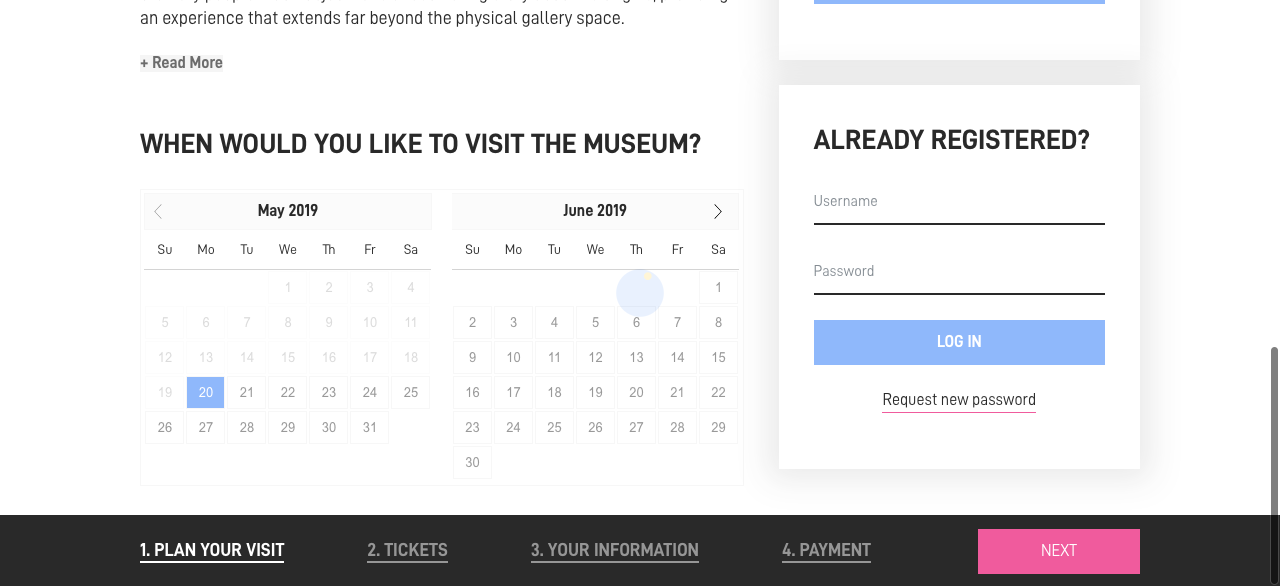 an experience that extends far beyond the physical gallery space.
+ Read More
WHEN WOULD YOU LIKE TO VISIT THE MUSEUM?
May 2019
Su Mo Tu We Th Fr Sa
1 2 3 4
5 6 7 8 9 10 11
12 13 14 15 16 17 18
19 20 21 22 23 24 25
26 27 28 29 30 31
June 2019
Su Mo Tu We Th Fr Sa
1
2 3 4 5 6 7 8
9 10 11 12 13 14 15
16 17 18 19 20 21 22
23 24 25 26 27 28 29
30
ALREADY REGISTERED?
Username
Password
LOG IN
Request new password
1. PLAN YOUR VISIT
2. TICKETS
3. YOUR INFORMATION
4. PAYMENT
NEXT